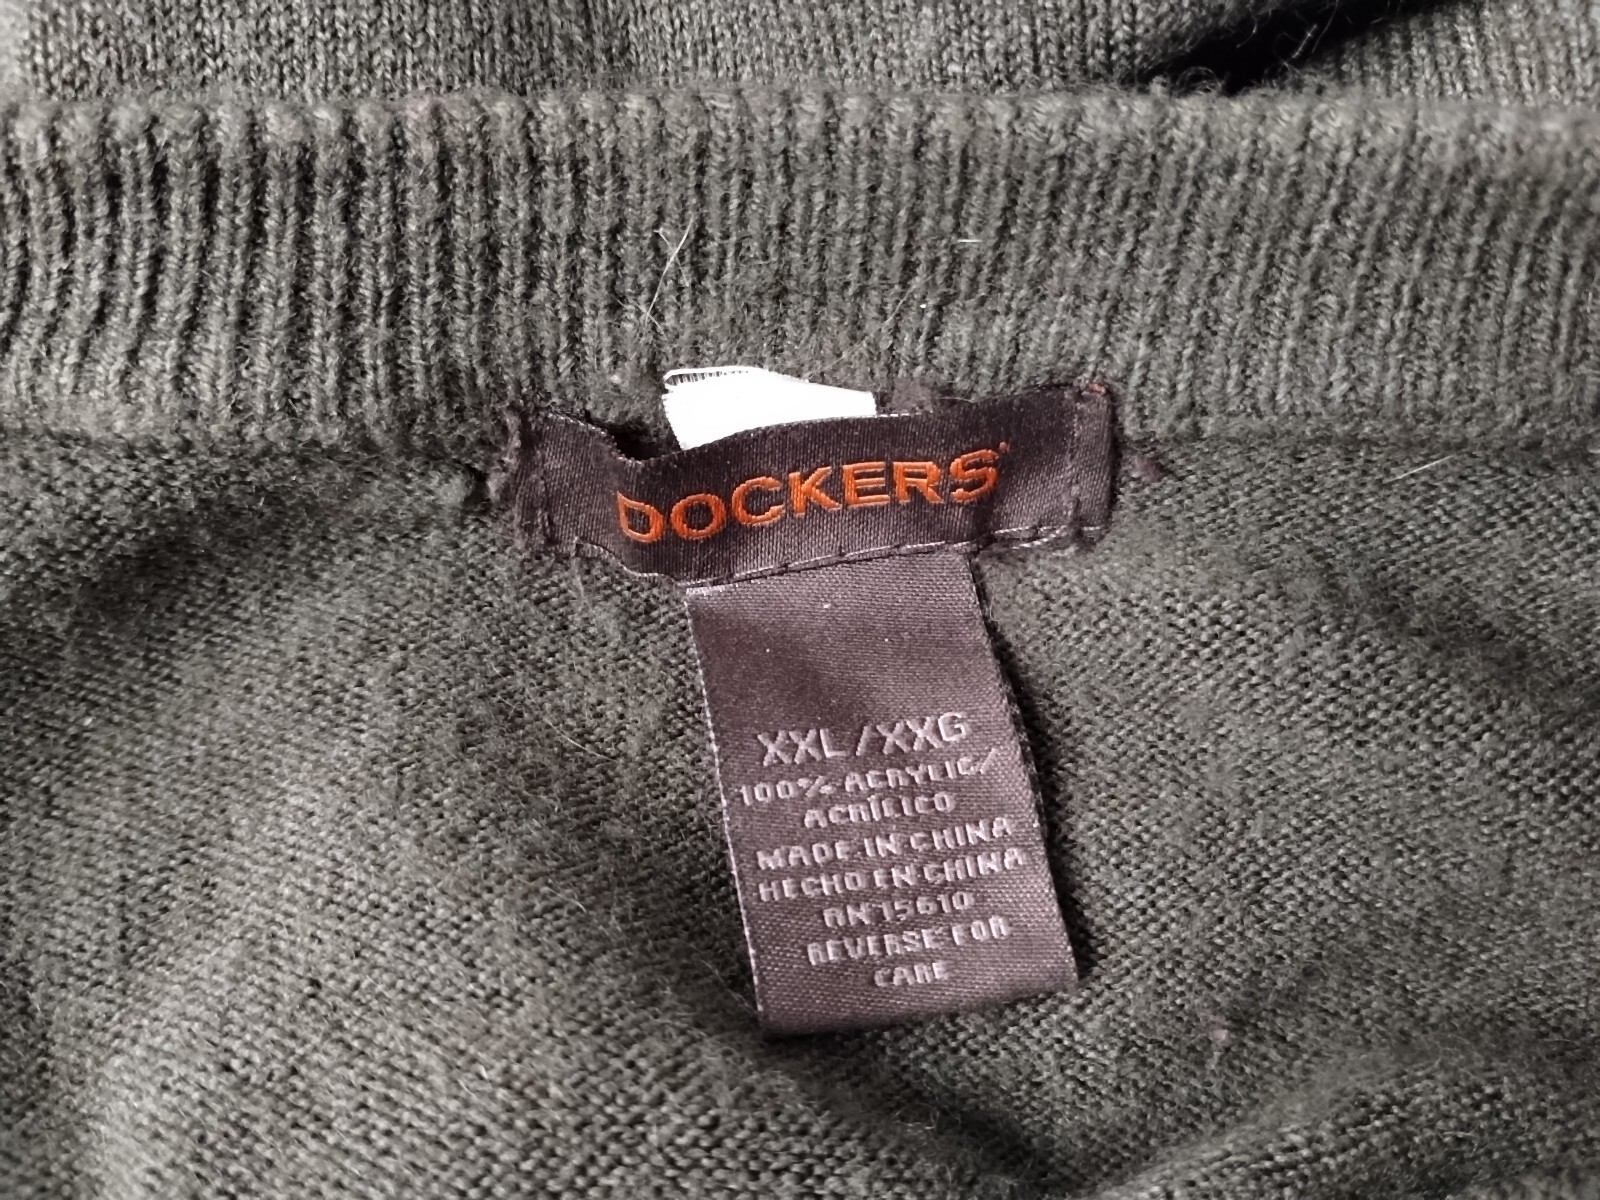 DOCKERS
XXL/XXG
100% ACRYLIC/
ACRÍLICO
MADE IN CHINA
HECHO EN CHINA
RN 15610
REVERSE FOR
CARE